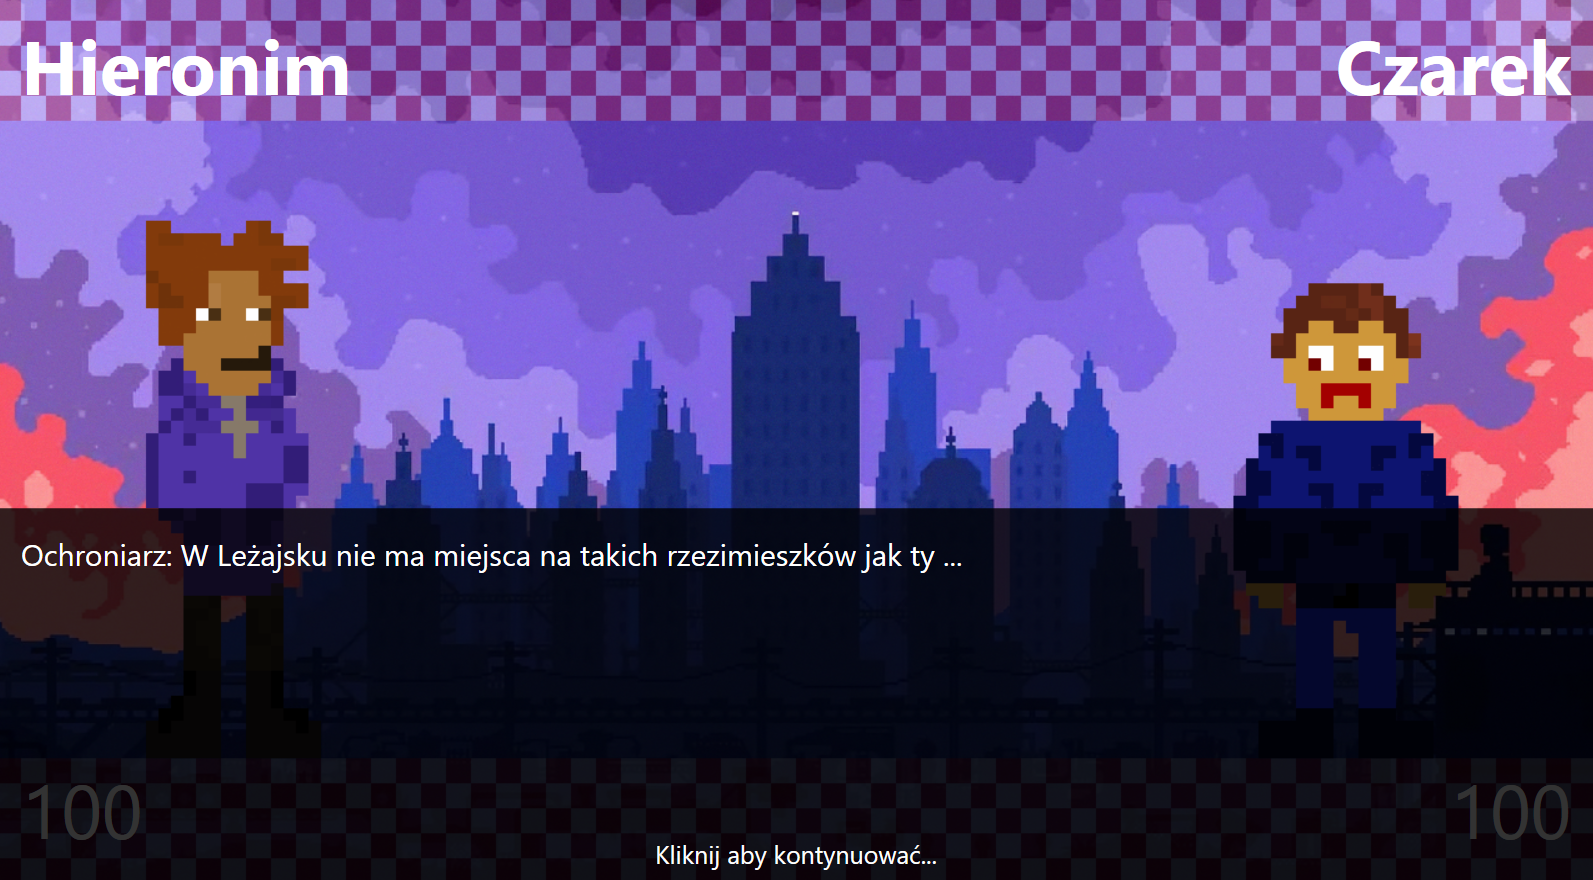 Hieronim
Czarek
Ochroniarz: W Leżajsku nie ma miejsca na takich rzezimieszków jak ty ...
100
100
Kliknij aby kontynuować...